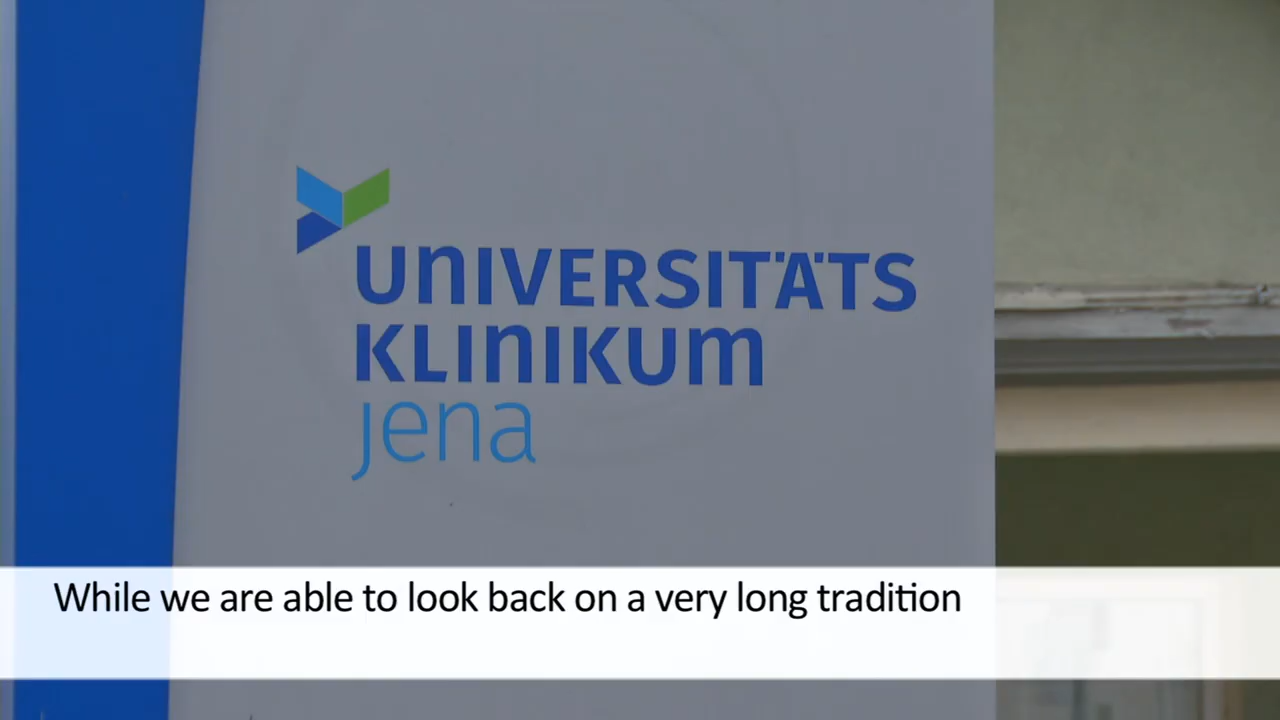 UNIVERSITÄTS
KLINIKUM
jena
While we are able to look back on a very long tradition